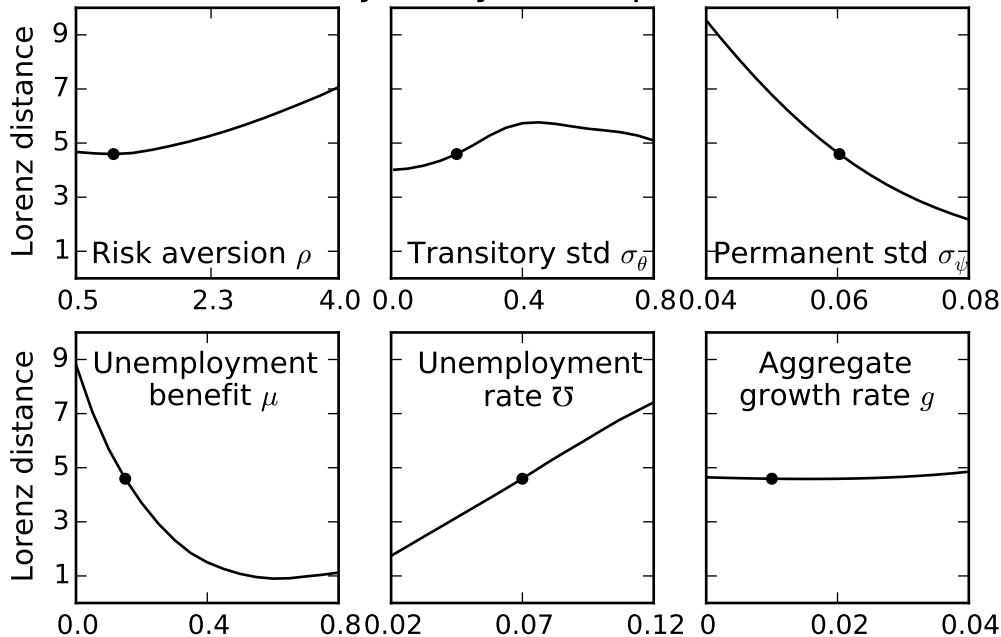 Lorenz distance
9
7
5
3
1
Risk aversion ρ
0.5 2.3 4.0
Transitory std σθ
0.0 0.4 0.8
Permanent std σψ
0.04 0.06 0.08
Lorenz distance
9
7
5
3
1
Unemployment
benefit μ
0.0 0.4 0.8
Unemployment
rate ℧
0.02 0.07 0.12
Aggregate
growth rate g
0 0.02 0.04